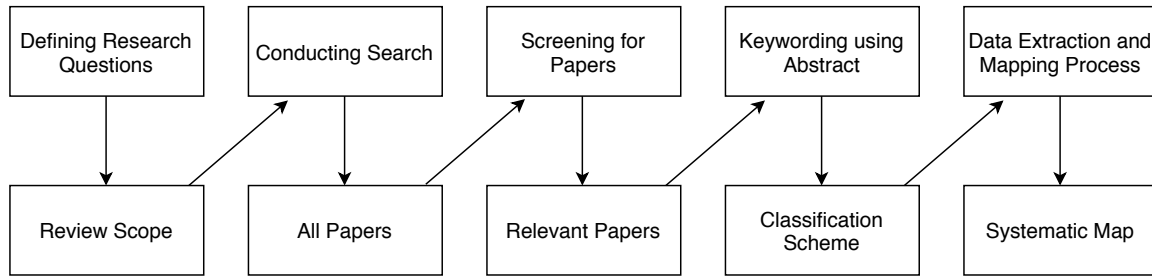 Defining Research
Questions
Conducting Search
Screening for
Papers
Keywording using
Abstract
Data Extraction and
Mapping Process
Review Scope
All Papers
Relevant Papers
Classification
Scheme
Systematic Map